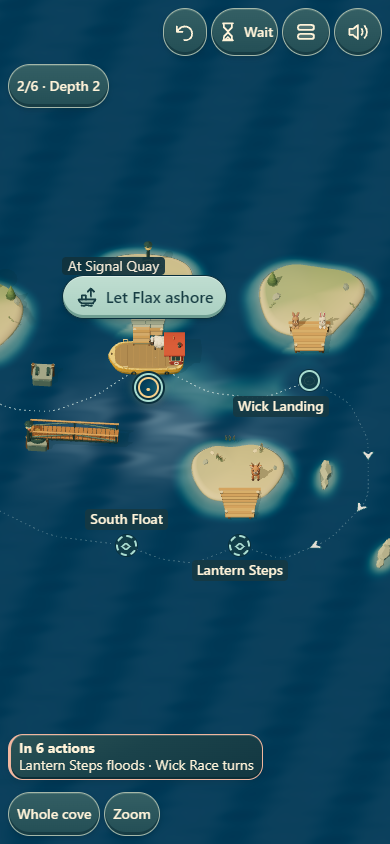 Wait
2/6 · Depth 2
At Signal Quay
Let Flax ashore
Wick Landing
South Float
Lantern Steps
In 6 actions
Lantern Steps floods · Wick Race turns
Whole cove
Zoom